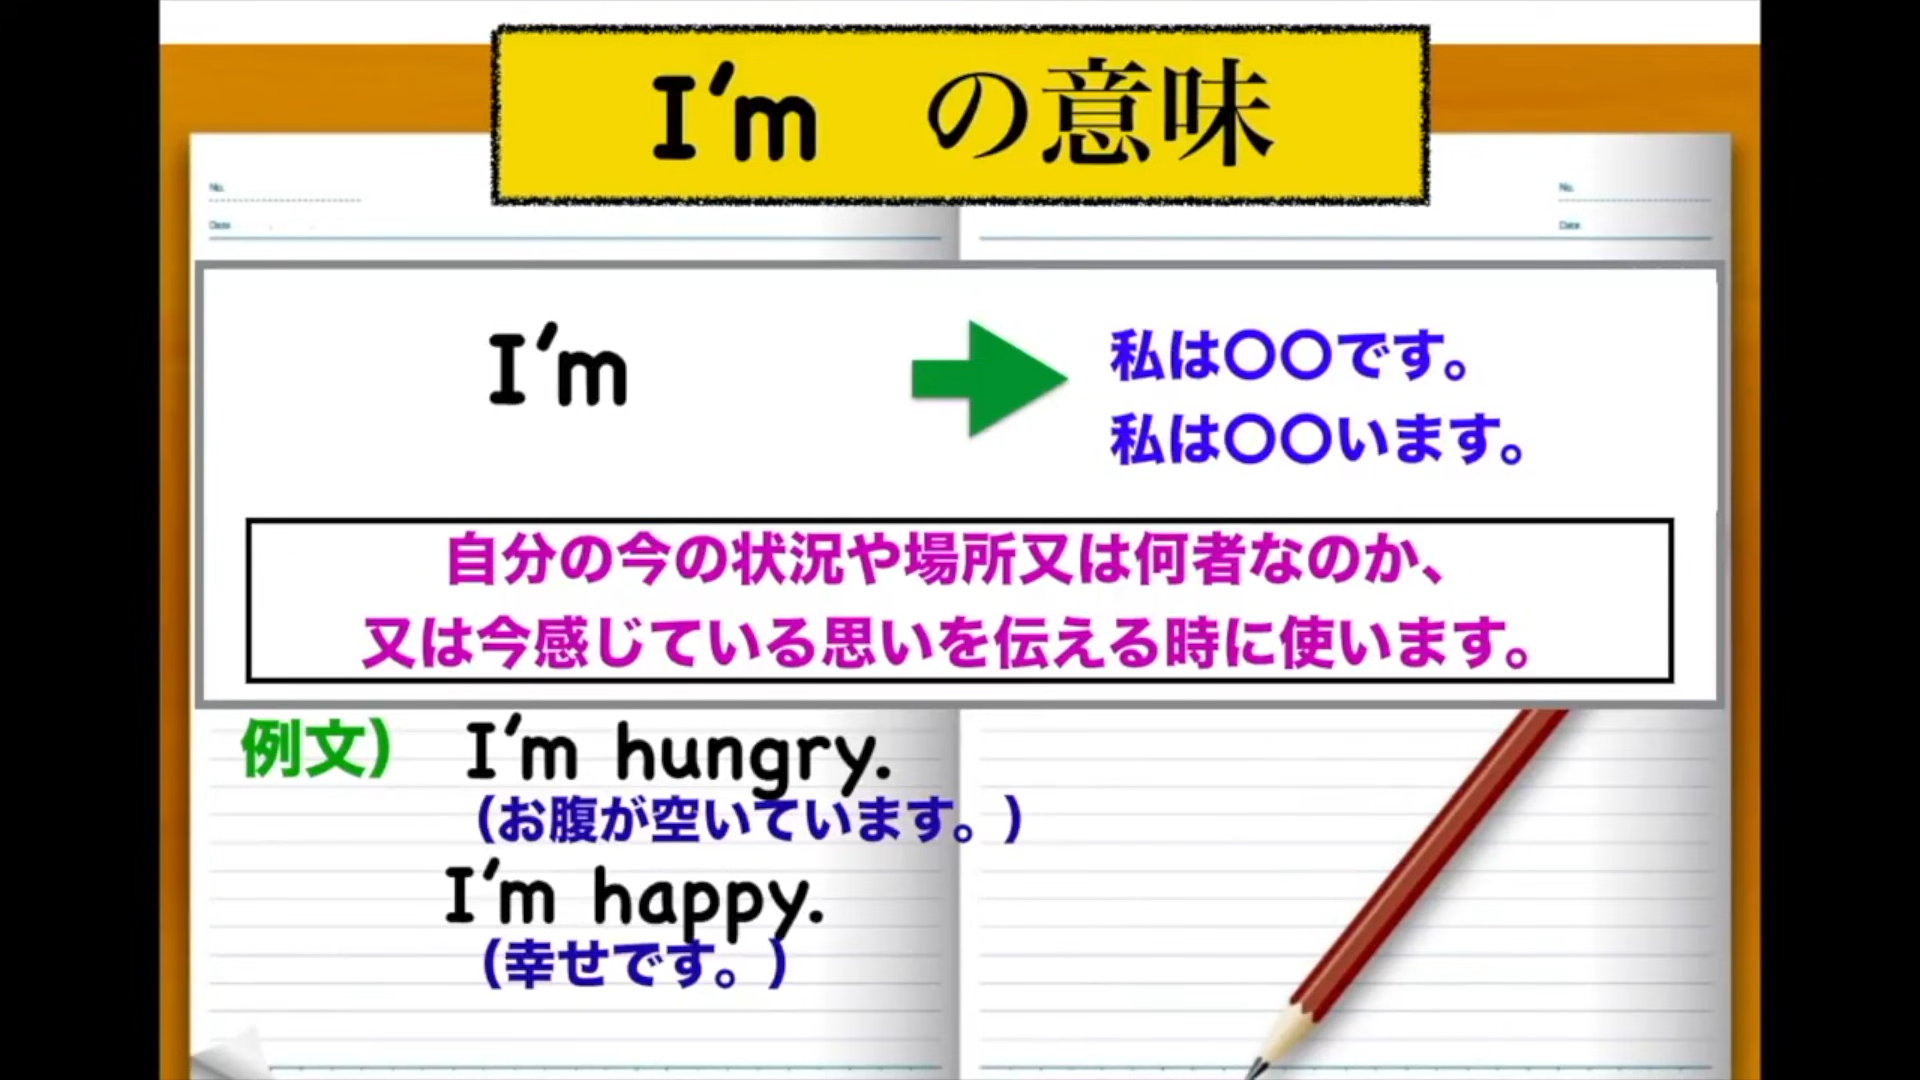 I'm の意味
No.
No.
Date
Date
I'm
私は〇〇です。
私は〇〇います。
自分の今の状況や場所又は何者なのか、
又は今感じている思いを伝える時に使います。
例文) I'm hungry.
(お腹が空いています。)
I'm happy.
(幸せです。)